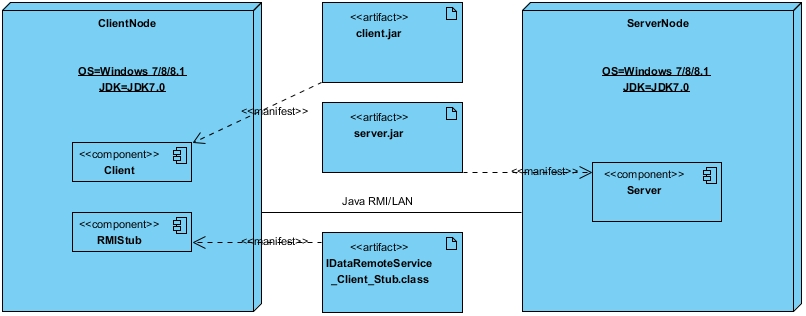 ClientNode
OS=Windows 7/8/8.1
JDK=JDK7.0
<<component>>
Client
<<component>>
RMIStub
<<artifact>>
client.jar
<<manifest>>
<<artifact>>
server.jar
<<manifest>>
Java RMI/LAN
<<manifest>>
<<artifact>>
IDataRemoteService
_Client_Stub.class
ServerNode
OS=Windows 7/8/8.1
JDK=JDK7.0
<<component>>
Server